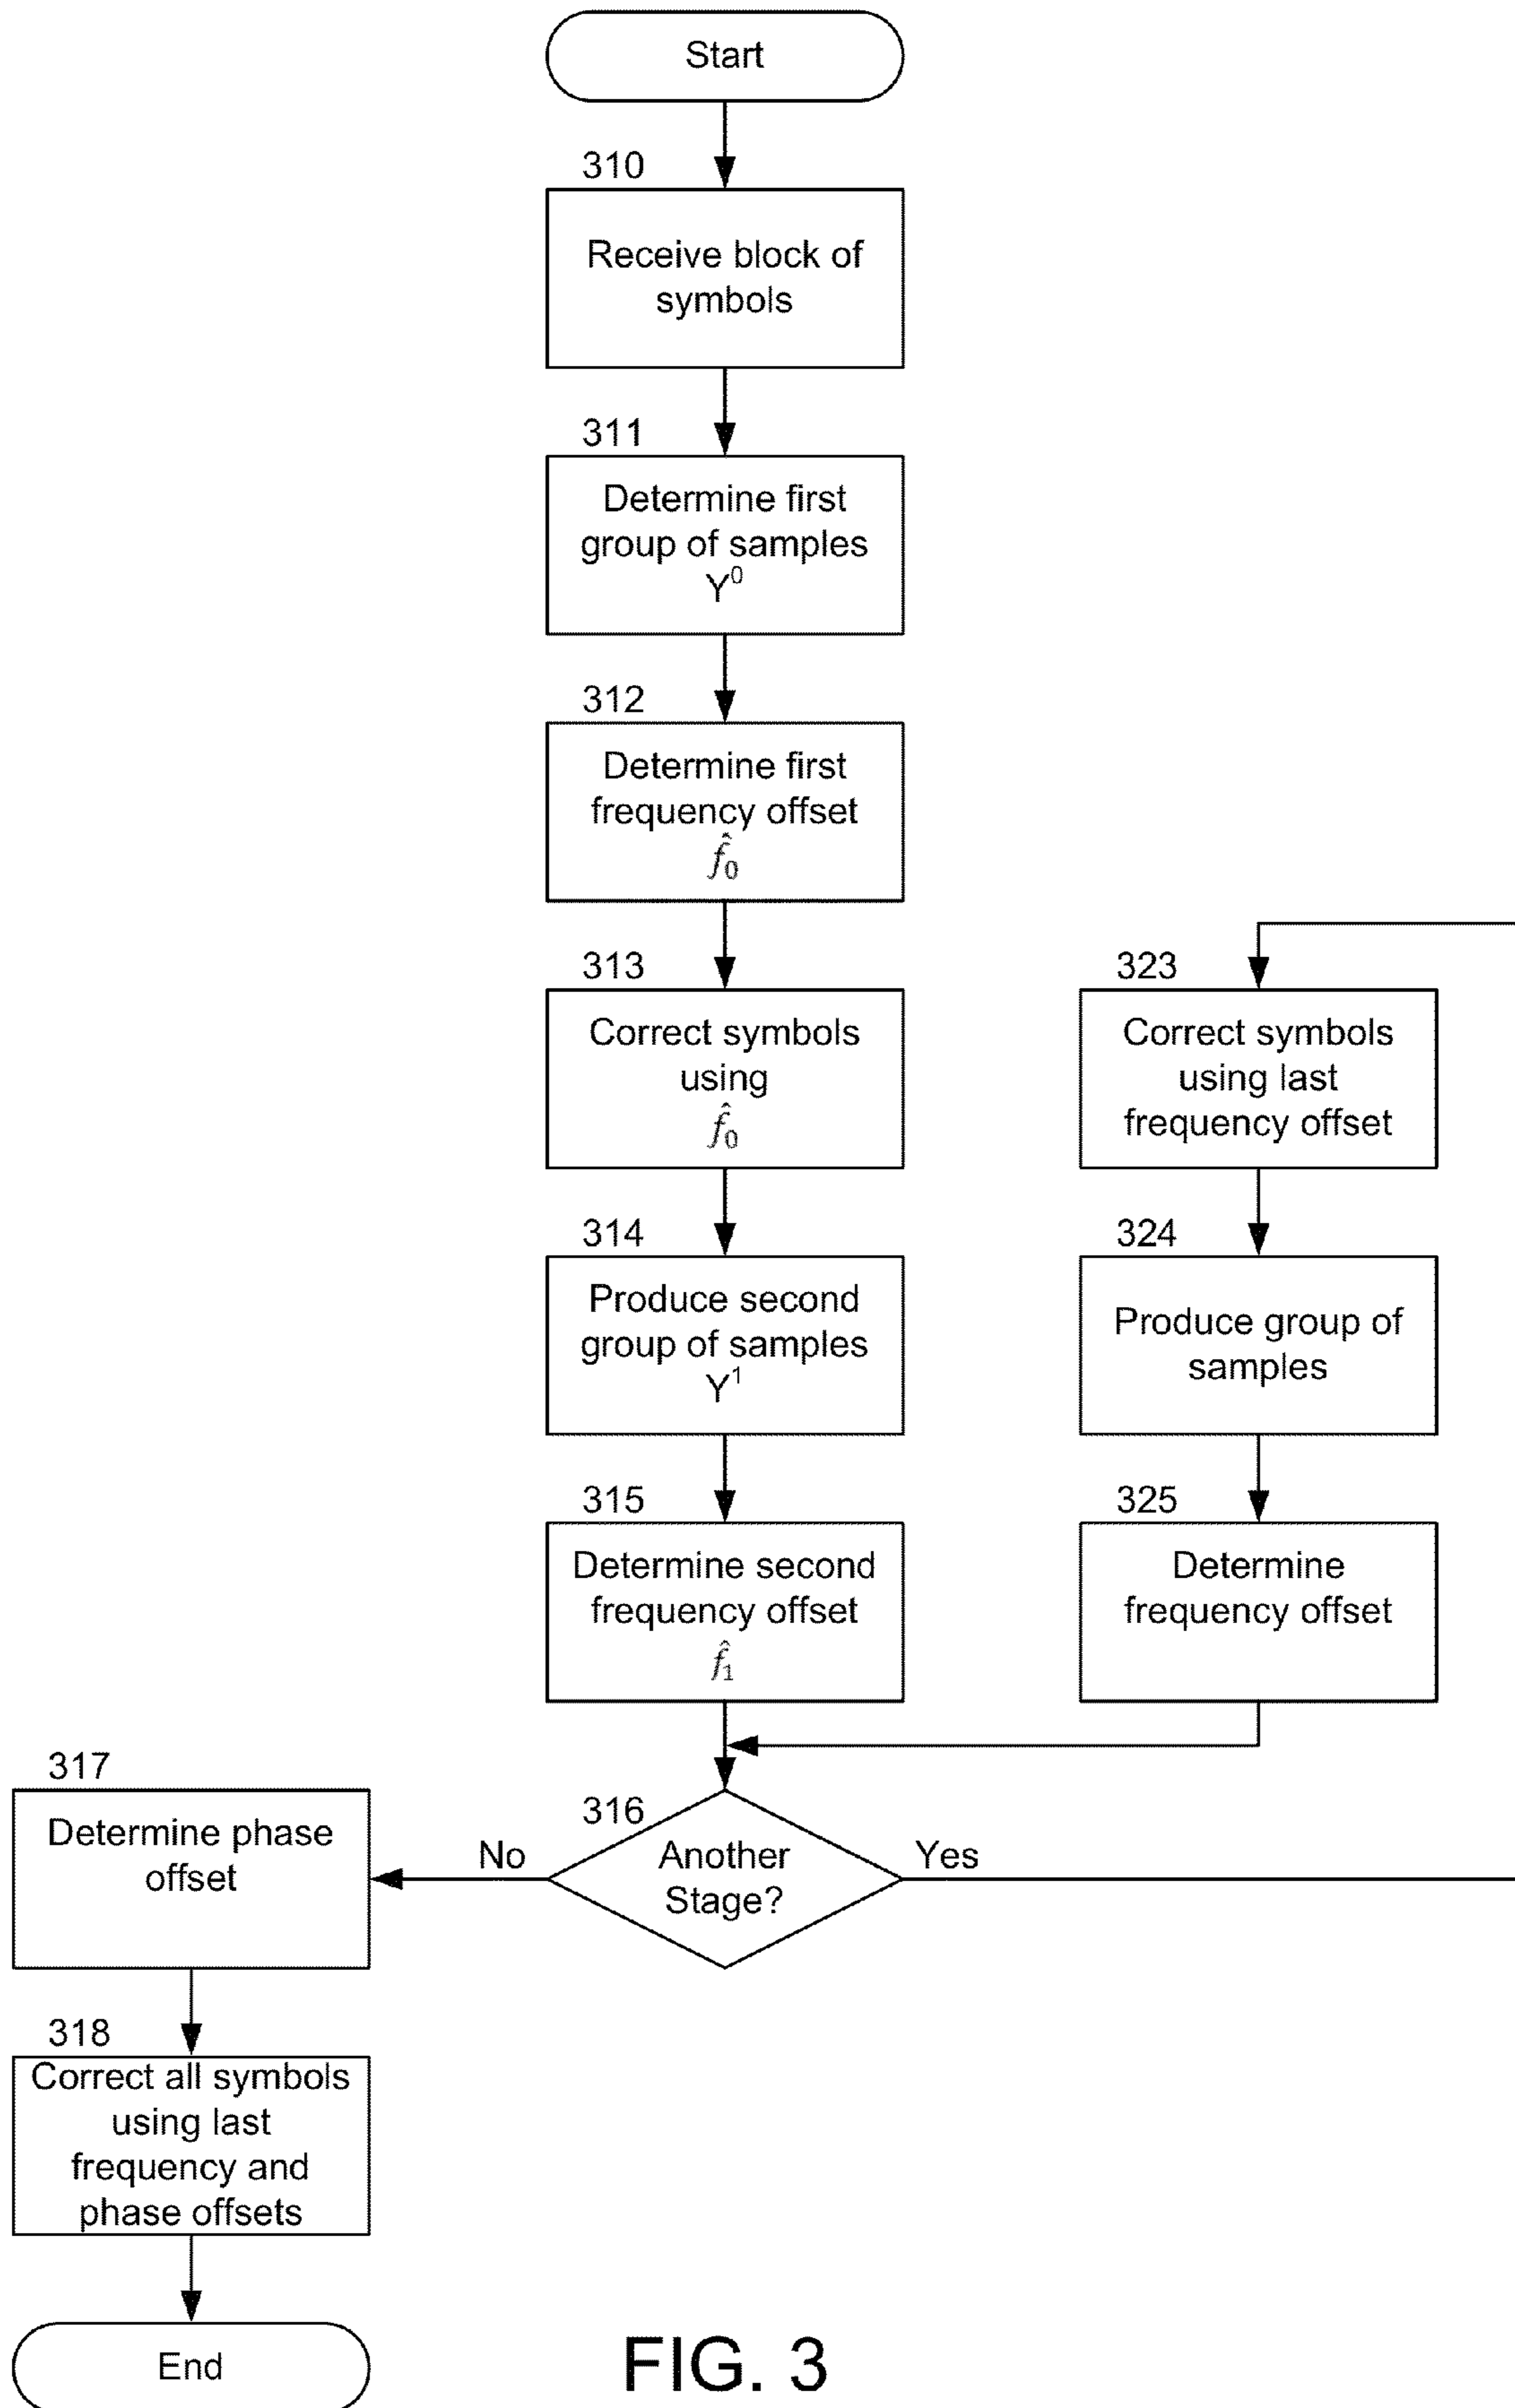 Start
310
Receive block of
symbols
311
Determine first
group of samples
Y⁰
312
Determine first
frequency offset
f̂₀
313
Correct symbols
using
f̂₀
314
Produce second
group of samples
Y¹
315
Determine second
frequency offset
f̂₁
323
Correct symbols
using last
frequency offset
324
Produce group of
samples
325
Determine
frequency offset
316
Another
Stage?
No
Yes
317
Determine phase
offset
318
Correct all symbols
using last
frequency and
phase offsets
End
FIG. 3